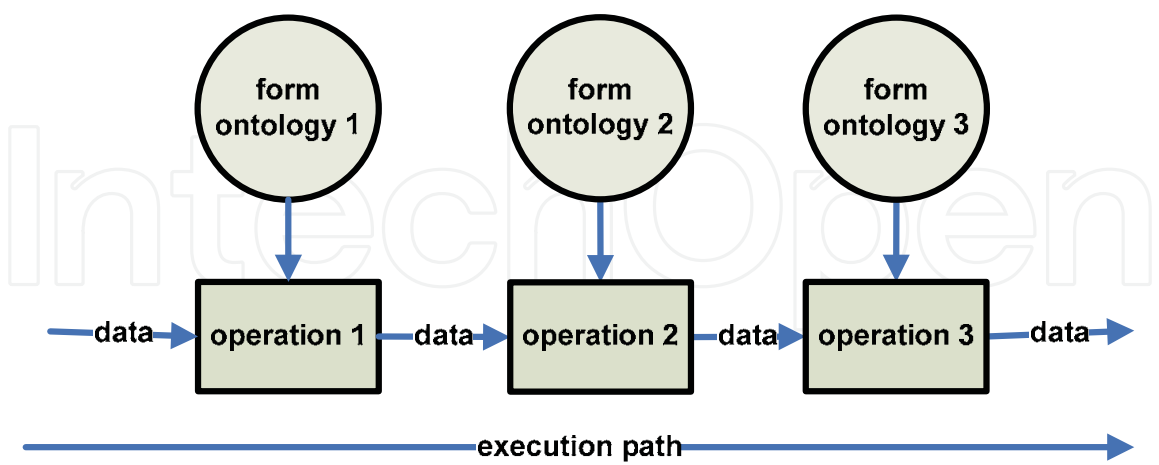 form
ontology 1
form
ontology 2
form
ontology 3
IntechOpen
data
operation 1
data
operation 2
data
operation 3
data
execution path